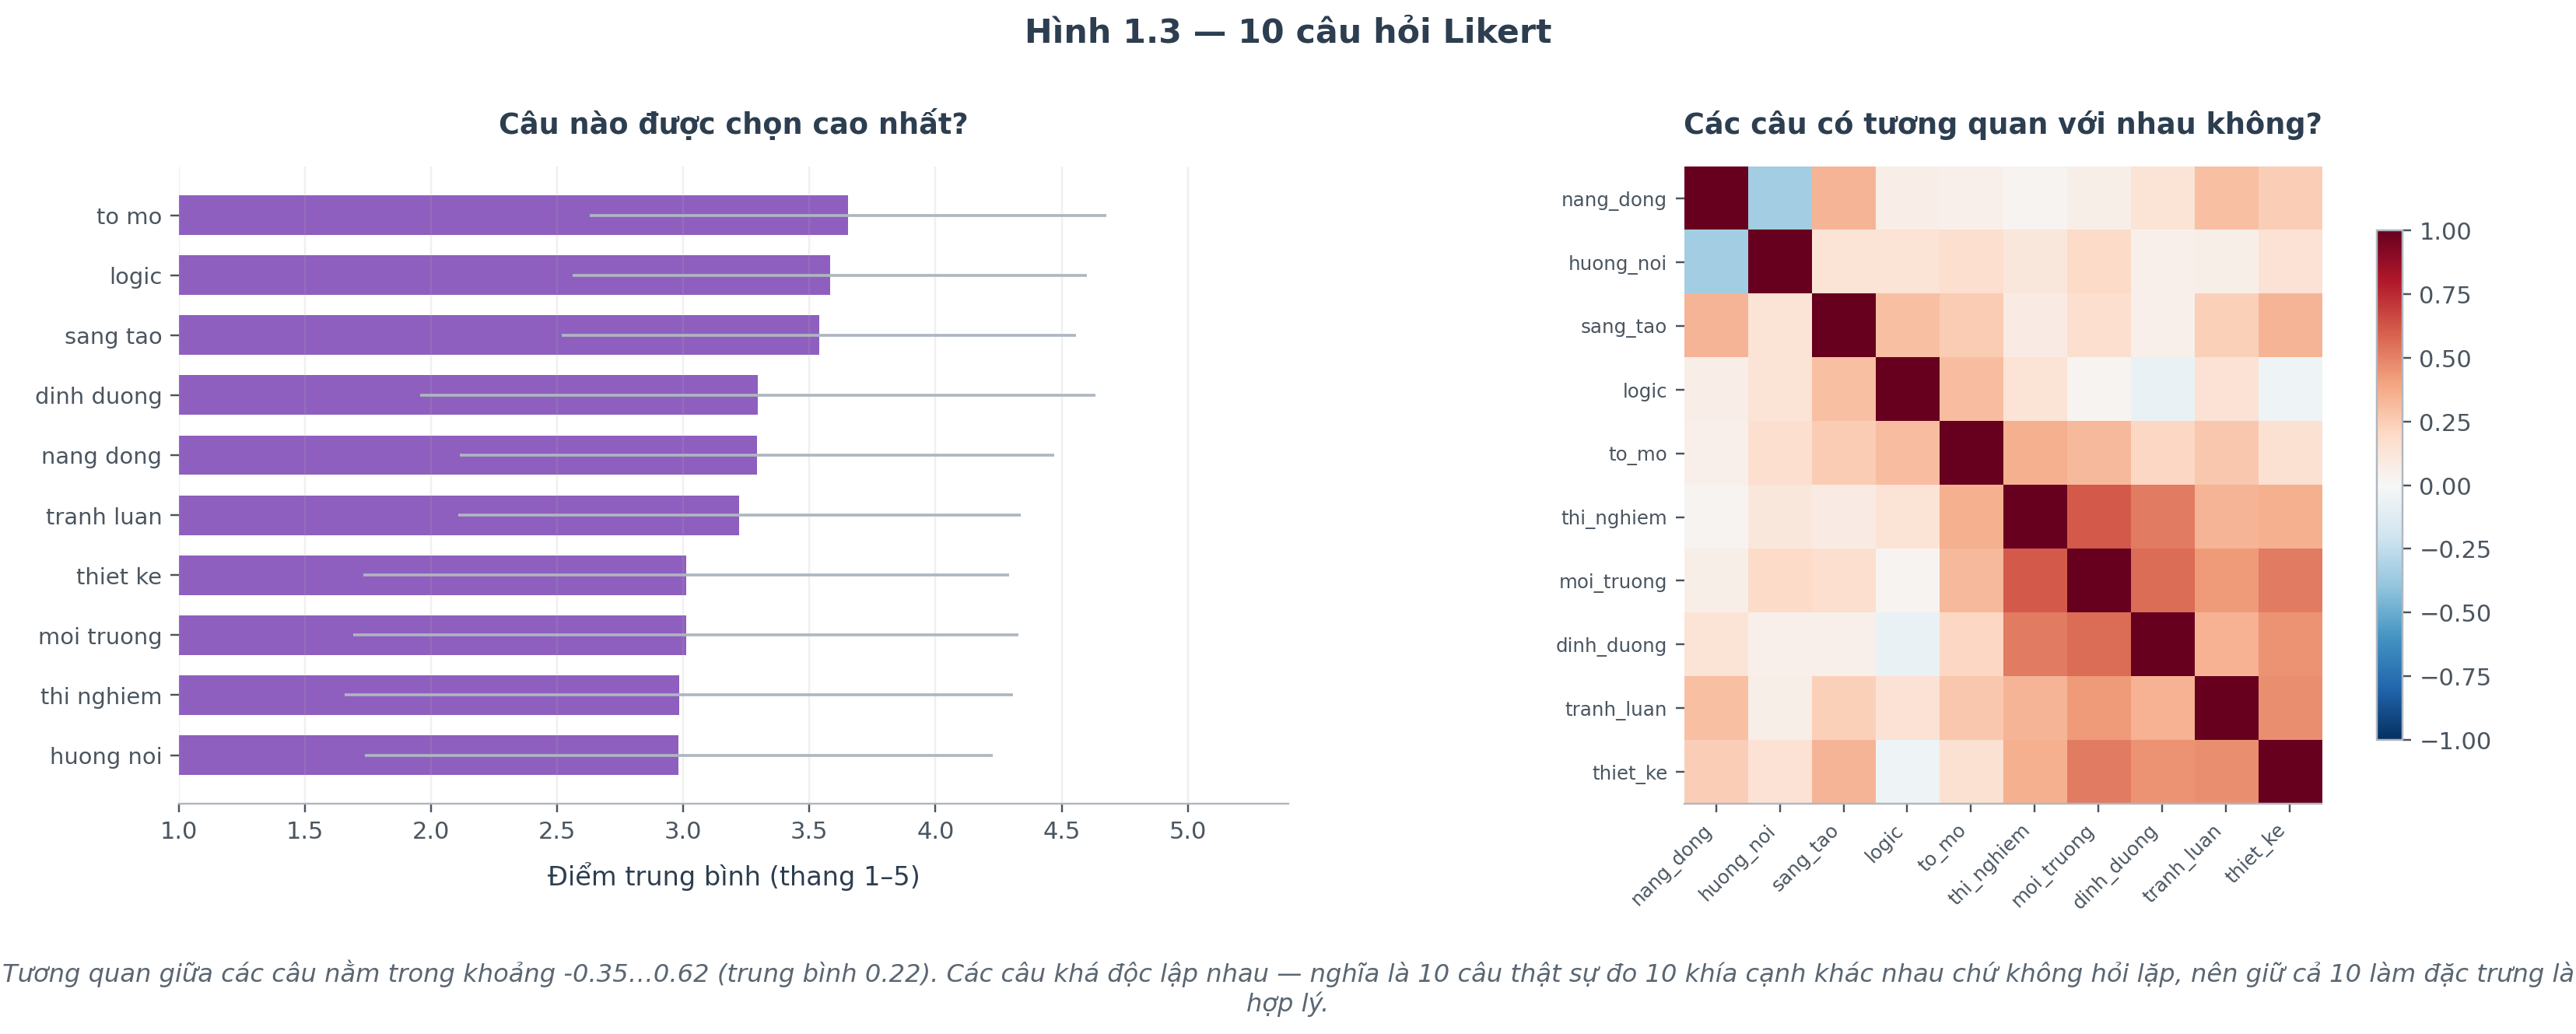 Hình 1.3 — 10 câu hỏi Likert
Câu nào được chọn cao nhất?
to mo
logic
sang tao
dinh duong
nang dong
tranh luan
thiet ke
moi truong
thi nghiem
huong noi
1.0 1.5 2.0 2.5 3.0 3.5 4.0 4.5 5.0
Điểm trung bình (thang 1–5)
Các câu có tương quan với nhau không?
nang_dong
huong_noi
sang_tao
logic
to_mo
thi_nghiem
moi_truong
dinh_duong
tranh_luan
thiet_ke
nang_dong huong_noi sang_tao logic to_mo thi_nghiem moi_truong dinh_duong tranh_luan thiet_ke
1.00
0.75
0.50
0.25
0.00
−0.25
−0.50
−0.75
−1.00
Tương quan giữa các câu nằm trong khoảng -0.35…0.62 (trung bình 0.22). Các câu khá độc lập nhau — nghĩa là 10 câu thật sự đo 10 khía cạnh khác nhau chứ không hỏi lặp, nên giữ cả 10 làm đặc trưng là
hợp lý.